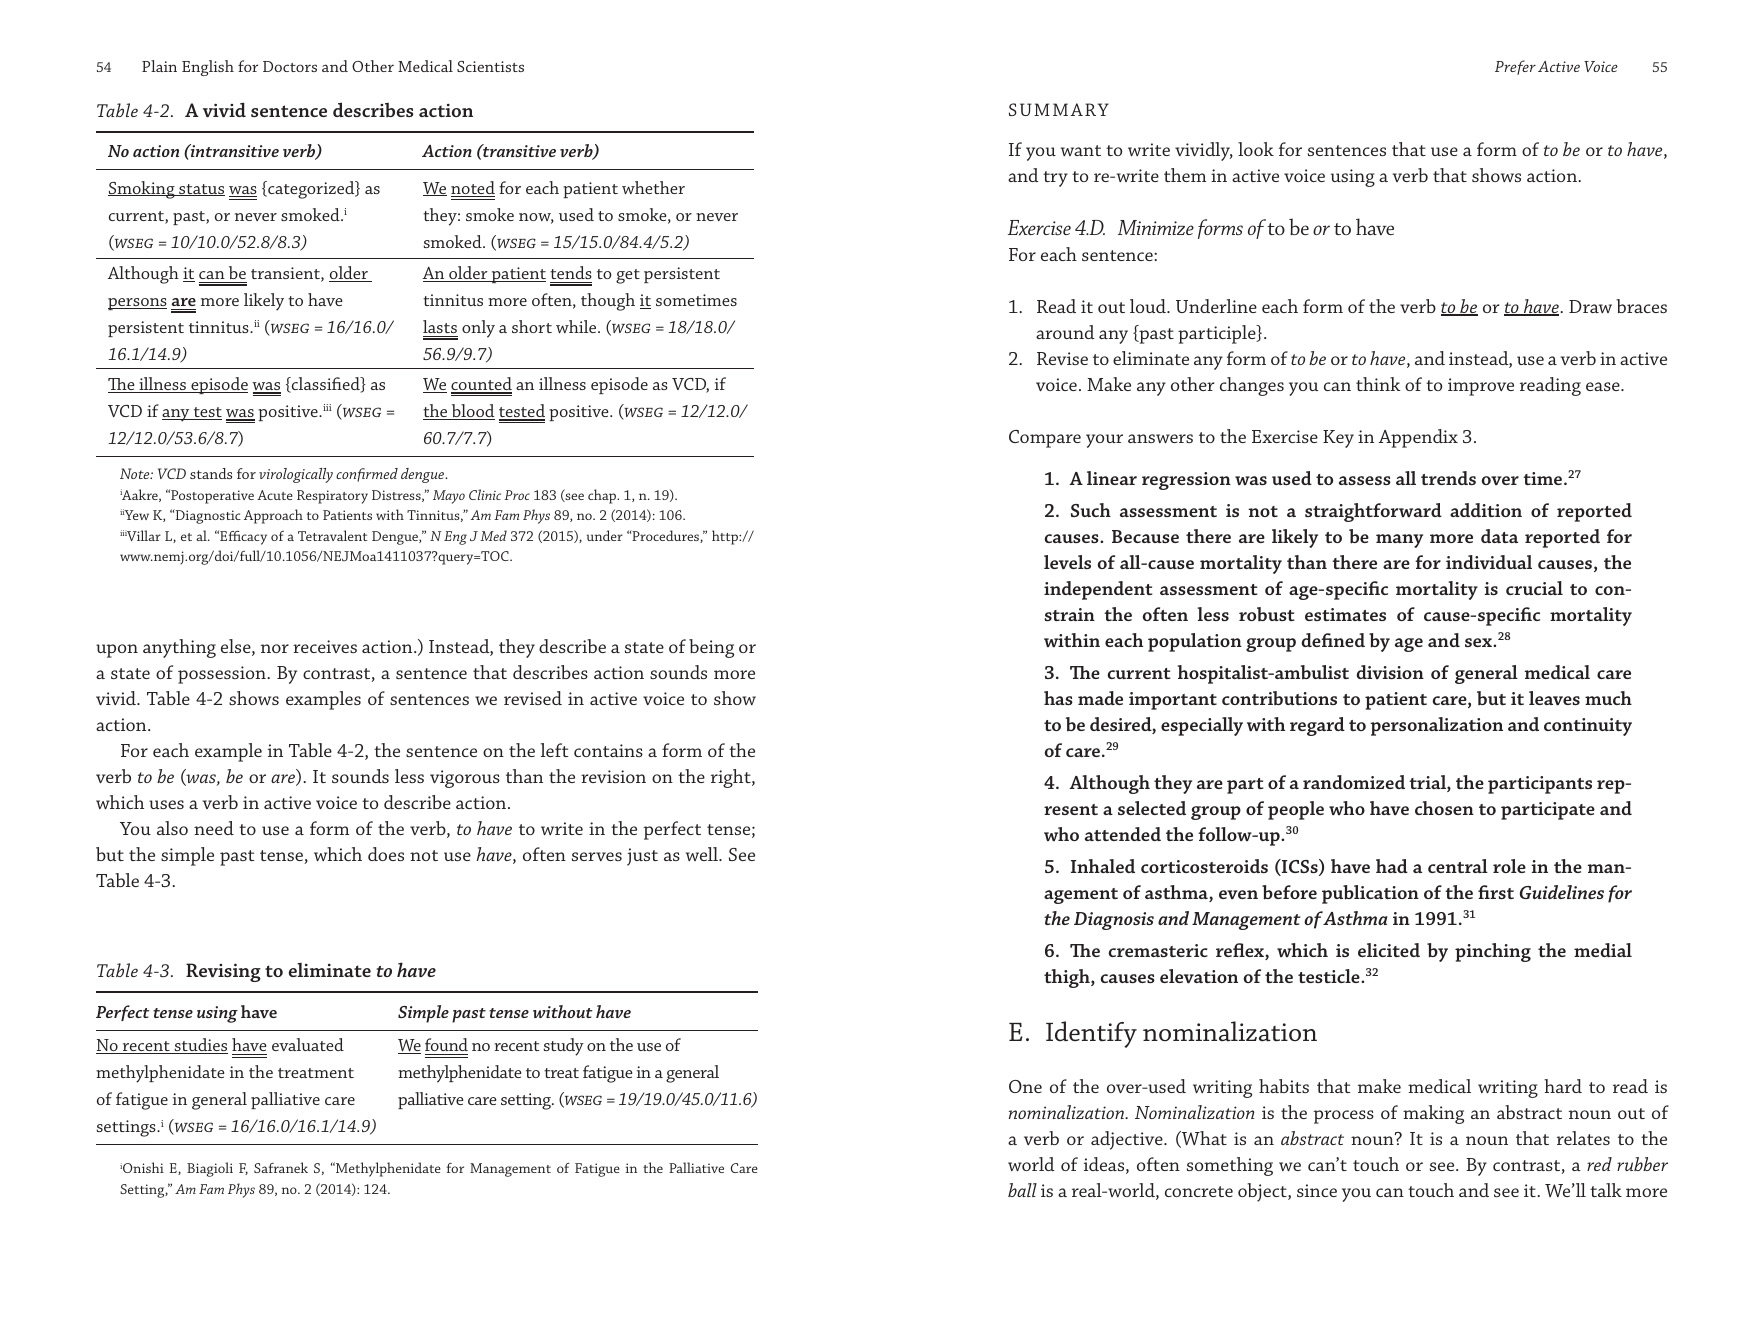 54 Plain English for Doctors and Other Medical Scientists
Table 4-2. A vivid sentence describes action
No action (intransitive verb) Action (transitive verb)
Smoking status was {categorized} as
current, past, or never smoked.i
(WSEG = 10/10.0/52.8/8.3)
We noted for each patient whether
they: smoke now, used to smoke, or never
smoked. (WSEG = 15/15.0/84.4/5.2)
Although it can be transient, older
persons are more likely to have
persistent tinnitus.ii (WSEG = 16/16.0/
16.1/14.9)
An older patient tends to get persistent
tinnitus more often, though it sometimes
lasts only a short while. (WSEG = 18/18.0/
56.9/9.7)
The illness episode was {classified} as
VCD if any test was positive.iii (WSEG =
12/12.0/53.6/8.7)
We counted an illness episode as VCD, if
the blood tested positive. (WSEG = 12/12.0/
60.7/7.7)
Note: VCD stands for virologically confirmed dengue.
iAakre, “Postoperative Acute Respiratory Distress,” Mayo Clinic Proc 183 (see chap. 1, n. 19).
iiYew K, “Diagnostic Approach to Patients with Tinnitus,” Am Fam Phys 89, no. 2 (2014): 106.
iiiVillar L, et al. “Efficacy of a Tetravalent Dengue,” N Eng J Med 372 (2015), under “Procedures,” http://
www.nemj.org/doi/full/10.1056/NEJMoa1411037?query=TOC.
upon anything else, nor receives action.) Instead, they describe a state of being or
a state of possession. By contrast, a sentence that describes action sounds more
vivid. Table 4-2 shows examples of sentences we revised in active voice to show
action.
For each example in Table 4-2, the sentence on the left contains a form of the
verb to be (was, be or are). It sounds less vigorous than the revision on the right,
which uses a verb in active voice to describe action.
You also need to use a form of the verb, to have to write in the perfect tense;
but the simple past tense, which does not use have, often serves just as well. See
Table 4-3.
Table 4-3. Revising to eliminate to have
Perfect tense using have Simple past tense without have
No recent studies have evaluated
methylphenidate in the treatment
of fatigue in general palliative care
settings.i (WSEG = 16/16.0/16.1/14.9)
We found no recent study on the use of
methylphenidate to treat fatigue in a general
palliative care setting. (WSEG = 19/19.0/45.0/11.6)
iOnishi E, Biagioli F, Safranek S, “Methylphenidate for Management of Fatigue in the Palliative Care
Setting,” Am Fam Phys 89, no. 2 (2014): 124.
Prefer Active Voice 55
SUMMARY
If you want to write vividly, look for sentences that use a form of to be or to have,
and try to re-write them in active voice using a verb that shows action.
Exercise 4.D. Minimize forms of to be or to have
For each sentence:
1. Read it out loud. Underline each form of the verb to be or to have. Draw braces
around any {past participle}.
2. Revise to eliminate any form of to be or to have, and instead, use a verb in active
voice. Make any other changes you can think of to improve reading ease.
Compare your answers to the Exercise Key in Appendix 3.
1. A linear regression was used to assess all trends over time.27
2. Such assessment is not a straightforward addition of reported
causes. Because there are likely to be many more data reported for
levels of all-cause mortality than there are for individual causes, the
independent assessment of age-specific mortality is crucial to con-
strain the often less robust estimates of cause-specific mortality
within each population group defined by age and sex.28
3. The current hospitalist-ambulist division of general medical care
has made important contributions to patient care, but it leaves much
to be desired, especially with regard to personalization and continuity
of care.29
4. Although they are part of a randomized trial, the participants rep-
resent a selected group of people who have chosen to participate and
who attended the follow-up.30
5. Inhaled corticosteroids (ICSs) have had a central role in the man-
agement of asthma, even before publication of the first Guidelines for
the Diagnosis and Management of Asthma in 1991.31
6. The cremasteric reflex, which is elicited by pinching the medial
thigh, causes elevation of the testicle.32
E. Identify nominalization
One of the over-used writing habits that make medical writing hard to read is
nominalization. Nominalization is the process of making an abstract noun out of
a verb or adjective. (What is an abstract noun? It is a noun that relates to the
world of ideas, often something we can’t touch or see. By contrast, a red rubber
ball is a real-world, concrete object, since you can touch and see it. We’ll talk more